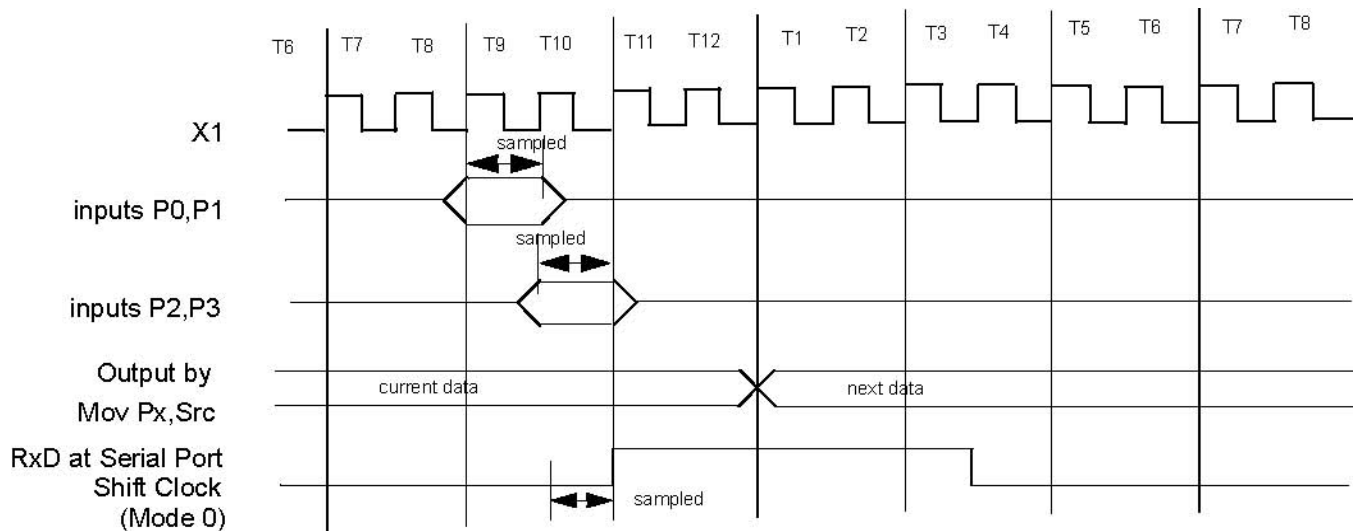 T6 T7 T8 T9 T10 T11 T12 T1 T2 T3 T4 T5 T6 T7 T8
X1
sampled
inputs P0,P1
sampled
inputs P2,P3
Output by
Mov Px,Src
current data
next data
RxD at Serial Port
Shift Clock
(Mode 0)
sampled